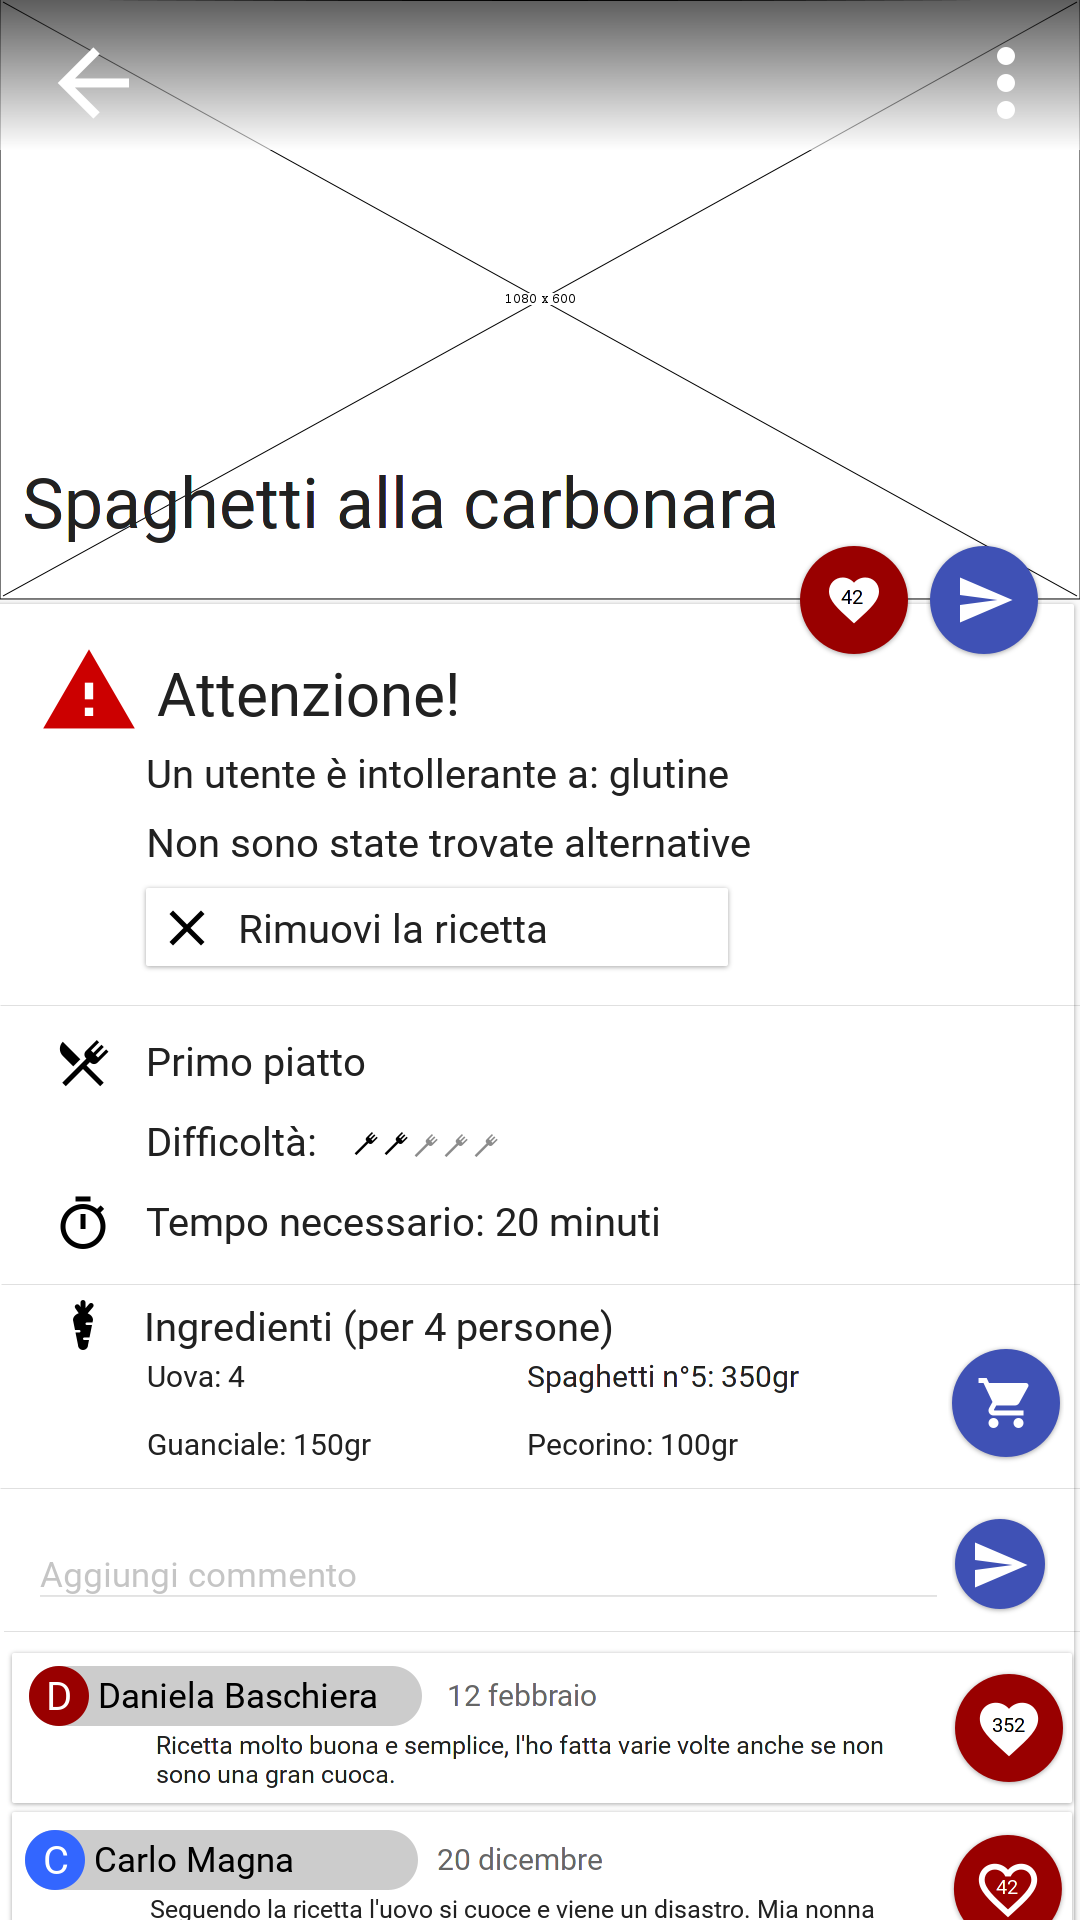 1080 x 600
Spaghetti alla carbonara
42
Attenzione!
Un utente è intollerante a: glutine
Non sono state trovate alternative
Rimuovi la ricetta
Primo piatto
Difficoltà:
Tempo necessario: 20 minuti
Ingredienti (per 4 persone)
Uova: 4
Spaghetti n°5: 350gr
Guanciale: 150gr
Pecorino: 100gr
Aggiungi commento
D Daniela Baschiera 12 febbraio
352
Ricetta molto buona e semplice, l'ho fatta varie volte anche se non
sono una gran cuoca.
C Carlo Magna 20 dicembre
42
Seguendo la ricetta l'uovo si cuoce e viene un disastro. Mia nonna